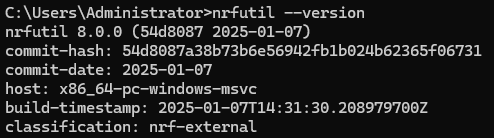 C:\Users\Administrator>nrfutil --version
nrfutil 8.0.0 (54d8087 2025-01-07)
commit-hash: 54d8087a38b73b6e56942fb1b024b62365f06731
commit-date: 2025-01-07
host: x86_64-pc-windows-msvc
build-timestamp: 2025-01-07T14:31:30.208979700Z
classification: nrf-external